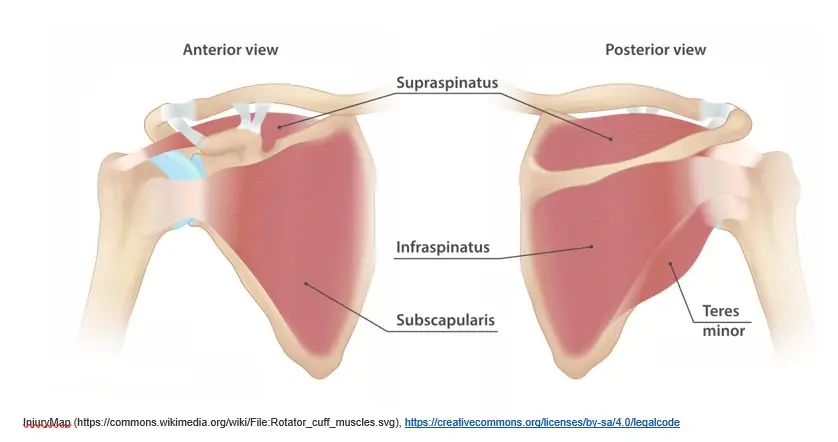 Anterior view
Posterior view
Supraspinatus
Infraspinatus
Subscapularis
Teres
minor
InjuryMap (https://commons.wikimedia.org/wiki/File:Rotator_cuff_muscles.svg), https://creativecommons.org/licenses/by-sa/4.0/legalcode